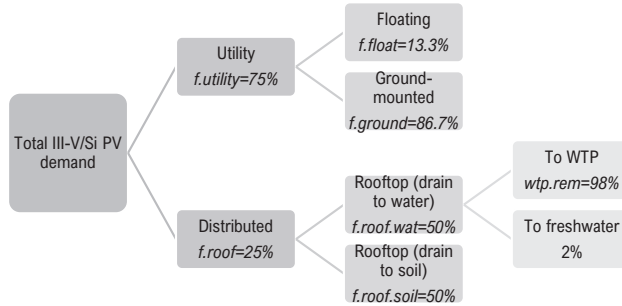 Total III-V/Si PV
demand
Utility
f.utility=75%
Floating
f.float=13.3%
Ground-
mounted
f.ground=86.7%
Distributed
f.roof=25%
Rooftop (drain
to water)
f.roof.wat=50%
To WTP
wtp.rem=98%
To freshwater
2%
Rooftop (drain
to soil)
f.roof.soil=50%